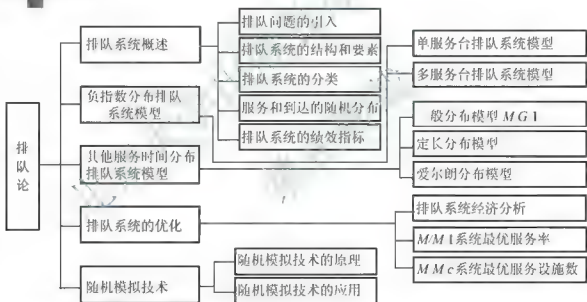 排队论
排队系统概述
排队问题的引入
排队系统的结构和要素
排队系统的分类
服务和到达的随机分布
排队系统的绩效指标
负指数分布排队
系统模型
单服务台排队系统模型
多服务台排队系统模型
其他服务时间分布
排队系统模型
般分布模型 M G 1
定长分布模型
爱尔朗分布模型
排队系统的优化
排队系统经济分析
M/M 1系统最优服务率
M M c系统最优服务设施数
随机模拟技术
随机模拟技术的原理
随机模拟技术的应用